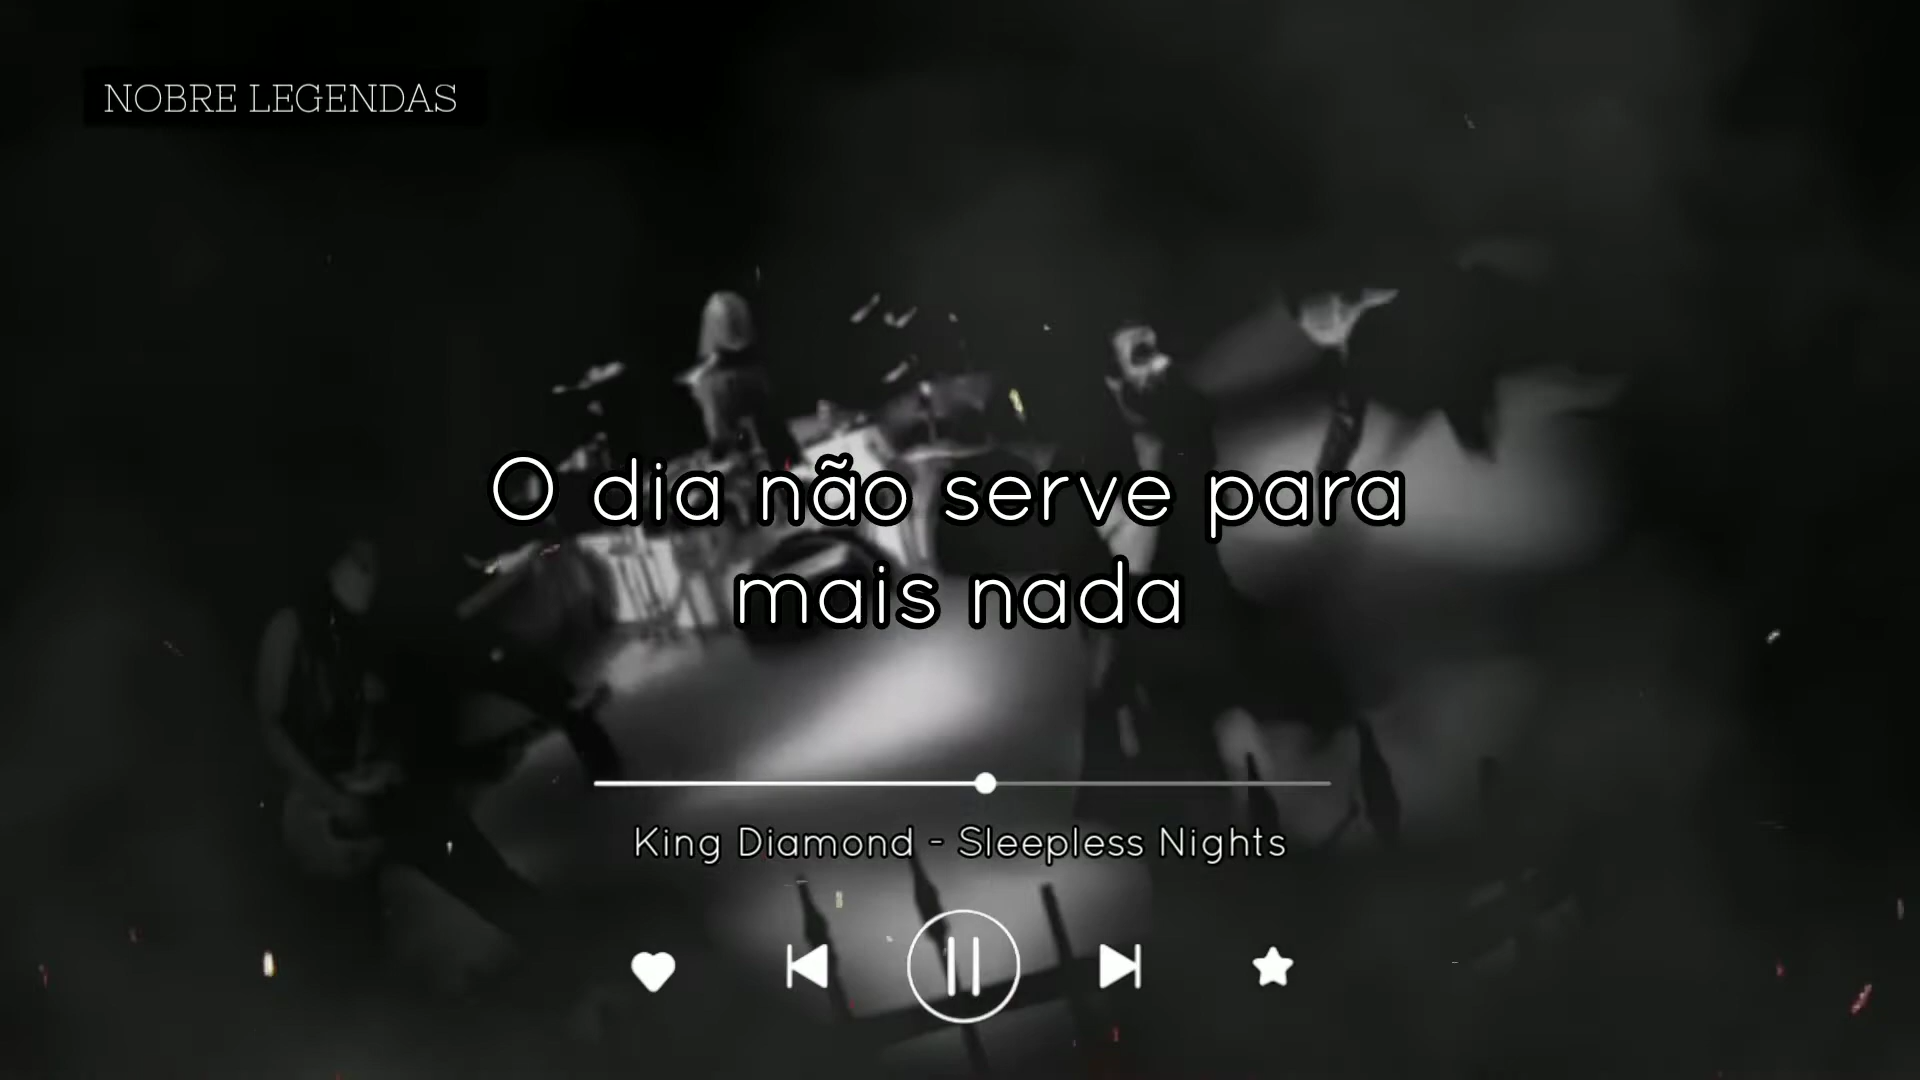 NOBRE LEGENDAS
O dia não serve para
mais nada
King Diamond - Sleepless Nights